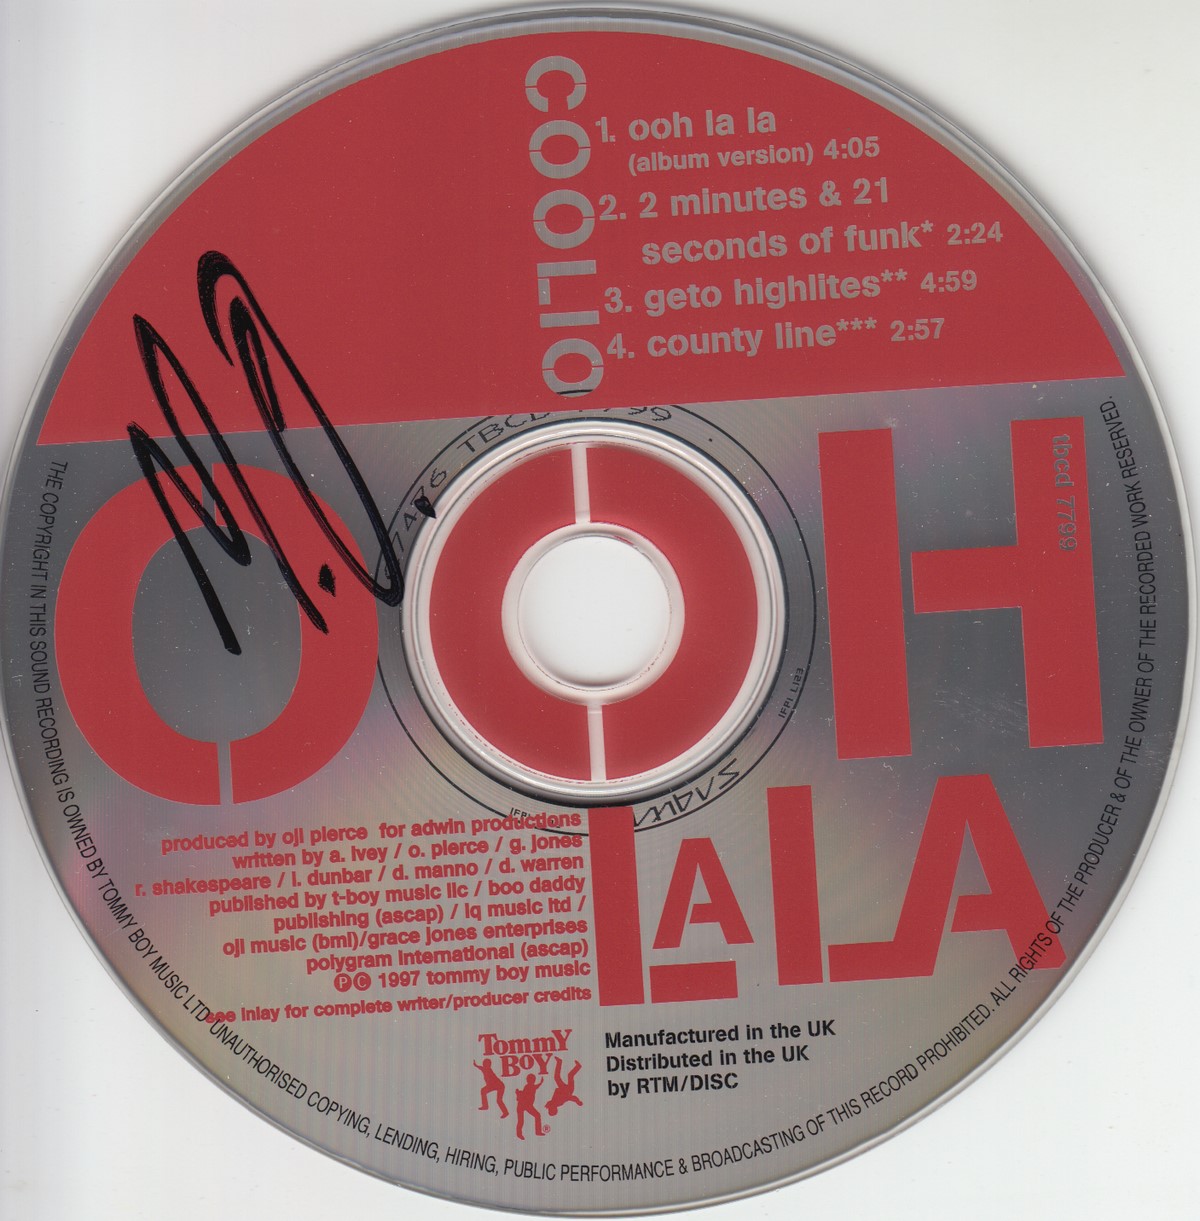 COOLIO
1. ooh la la
(album version) 4:05
2. 2 minutes & 21
seconds of funk* 2:24
3. geto highlites** 4:59
4. county line*** 2:57
TBCD 7799
OOH
tbcd 7799
LA LA
IFPI L123
IFPI
produced by oji pierce for adwin productions
written by a. ivey / o. pierce / g. jones
r. shakespeare / l. dunbar / d. manno / d. warren
published by t-boy music llc / boo daddy
publishing (ascap) / iq music ltd /
oji music (bmi)/grace jones enterprises
polygram international (ascap)
℗© 1997 tommy boy music
see inlay for complete writer/producer credits
Tommy
Boy
®
Manufactured in the UK
Distributed in the UK
by RTM/DISC
THE COPYRIGHT IN THIS SOUND RECORDING IS OWNED BY TOMMY BOY MUSIC LTD UNAUTHORISED COPYING, LENDING, HIRING, PUBLIC PERFORMANCE & BROADCASTING OF THIS RECORD PROHIBITED. ALL RIGHTS OF THE PRODUCER & OF THE OWNER OF THE RECORDED WORK RESERVED.